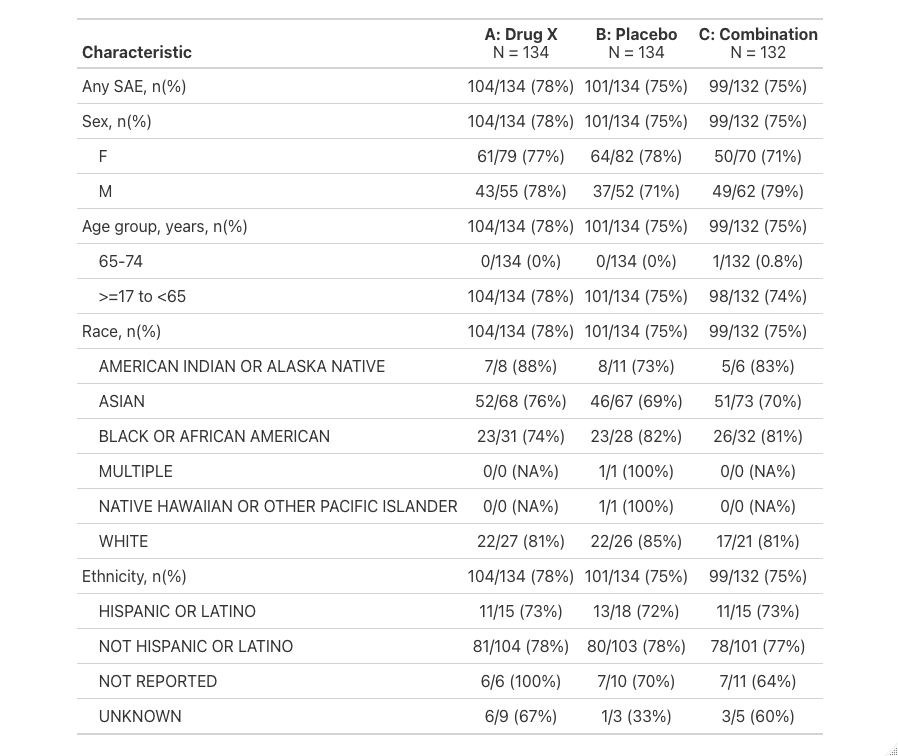 Characteristic A: Drug X N = 134 B: Placebo N = 134 C: Combination N = 132
Any SAE, n(%) 104/134 (78%) 101/134 (75%) 99/132 (75%)
Sex, n(%) 104/134 (78%) 101/134 (75%) 99/132 (75%)
F 61/79 (77%) 64/82 (78%) 50/70 (71%)
M 43/55 (78%) 37/52 (71%) 49/62 (79%)
Age group, years, n(%) 104/134 (78%) 101/134 (75%) 99/132 (75%)
65-74 0/134 (0%) 0/134 (0%) 1/132 (0.8%)
>=17 to <65 104/134 (78%) 101/134 (75%) 98/132 (74%)
Race, n(%) 104/134 (78%) 101/134 (75%) 99/132 (75%)
AMERICAN INDIAN OR ALASKA NATIVE 7/8 (88%) 8/11 (73%) 5/6 (83%)
ASIAN 52/68 (76%) 46/67 (69%) 51/73 (70%)
BLACK OR AFRICAN AMERICAN 23/31 (74%) 23/28 (82%) 26/32 (81%)
MULTIPLE 0/0 (NA%) 1/1 (100%) 0/0 (NA%)
NATIVE HAWAIIAN OR OTHER PACIFIC ISLANDER 0/0 (NA%) 1/1 (100%) 0/0 (NA%)
WHITE 22/27 (81%) 22/26 (85%) 17/21 (81%)
Ethnicity, n(%) 104/134 (78%) 101/134 (75%) 99/132 (75%)
HISPANIC OR LATINO 11/15 (73%) 13/18 (72%) 11/15 (73%)
NOT HISPANIC OR LATINO 81/104 (78%) 80/103 (78%) 78/101 (77%)
NOT REPORTED 6/6 (100%) 7/10 (70%) 7/11 (64%)
UNKNOWN 6/9 (67%) 1/3 (33%) 3/5 (60%)